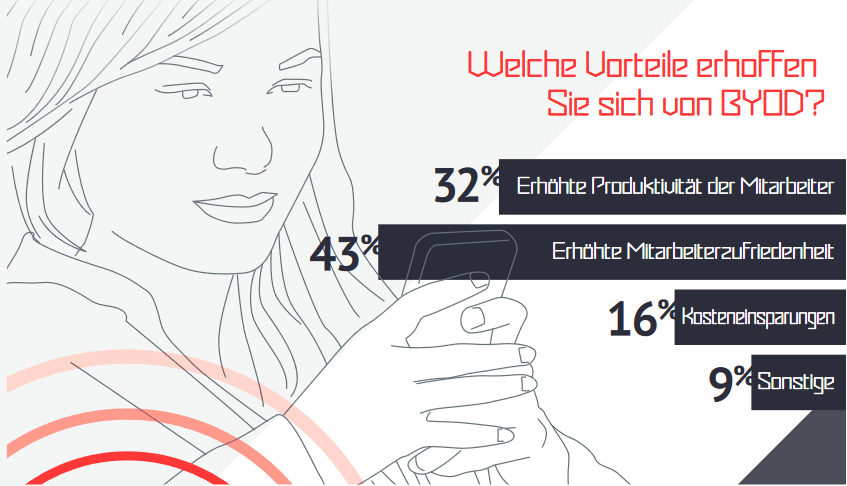 Welche Vorteile erhoffen
Sie sich von BYOD?
32% Erhöhte Produktivität der Mitarbeiter
43% Erhöhte Mitarbeiterzufriedenheit
16% Kosteneinsparungen
9% Sonstige